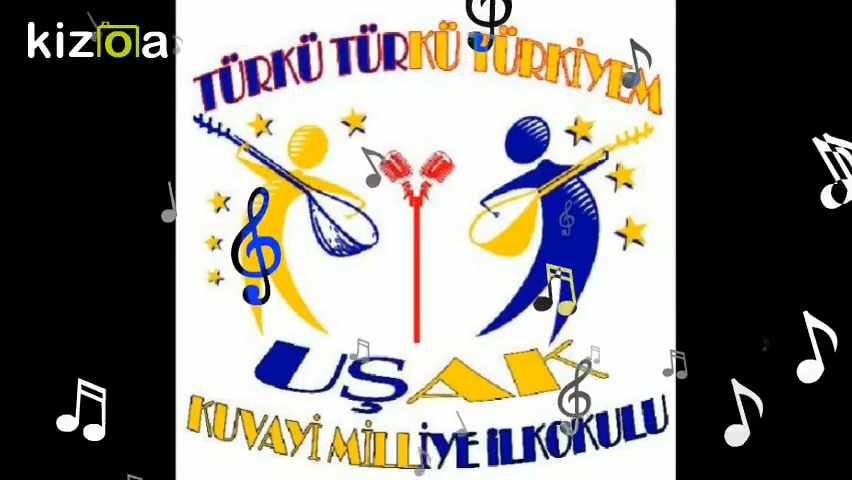 kizoa
TÜRKÜ TÜRKÜ TÜRKİYEM
UŞAK
KUVAYİ MİLLİYE İLKOKULU